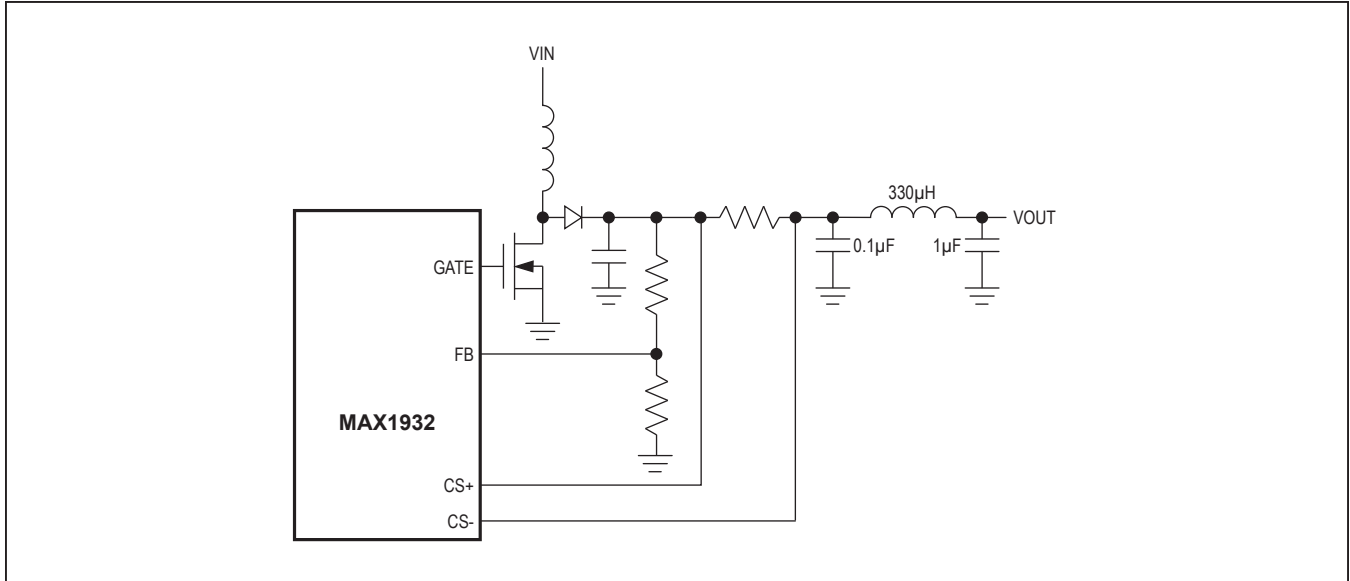 VIN
330µH
VOUT
0.1µF
1µF
GATE
FB
MAX1932
CS+
CS-